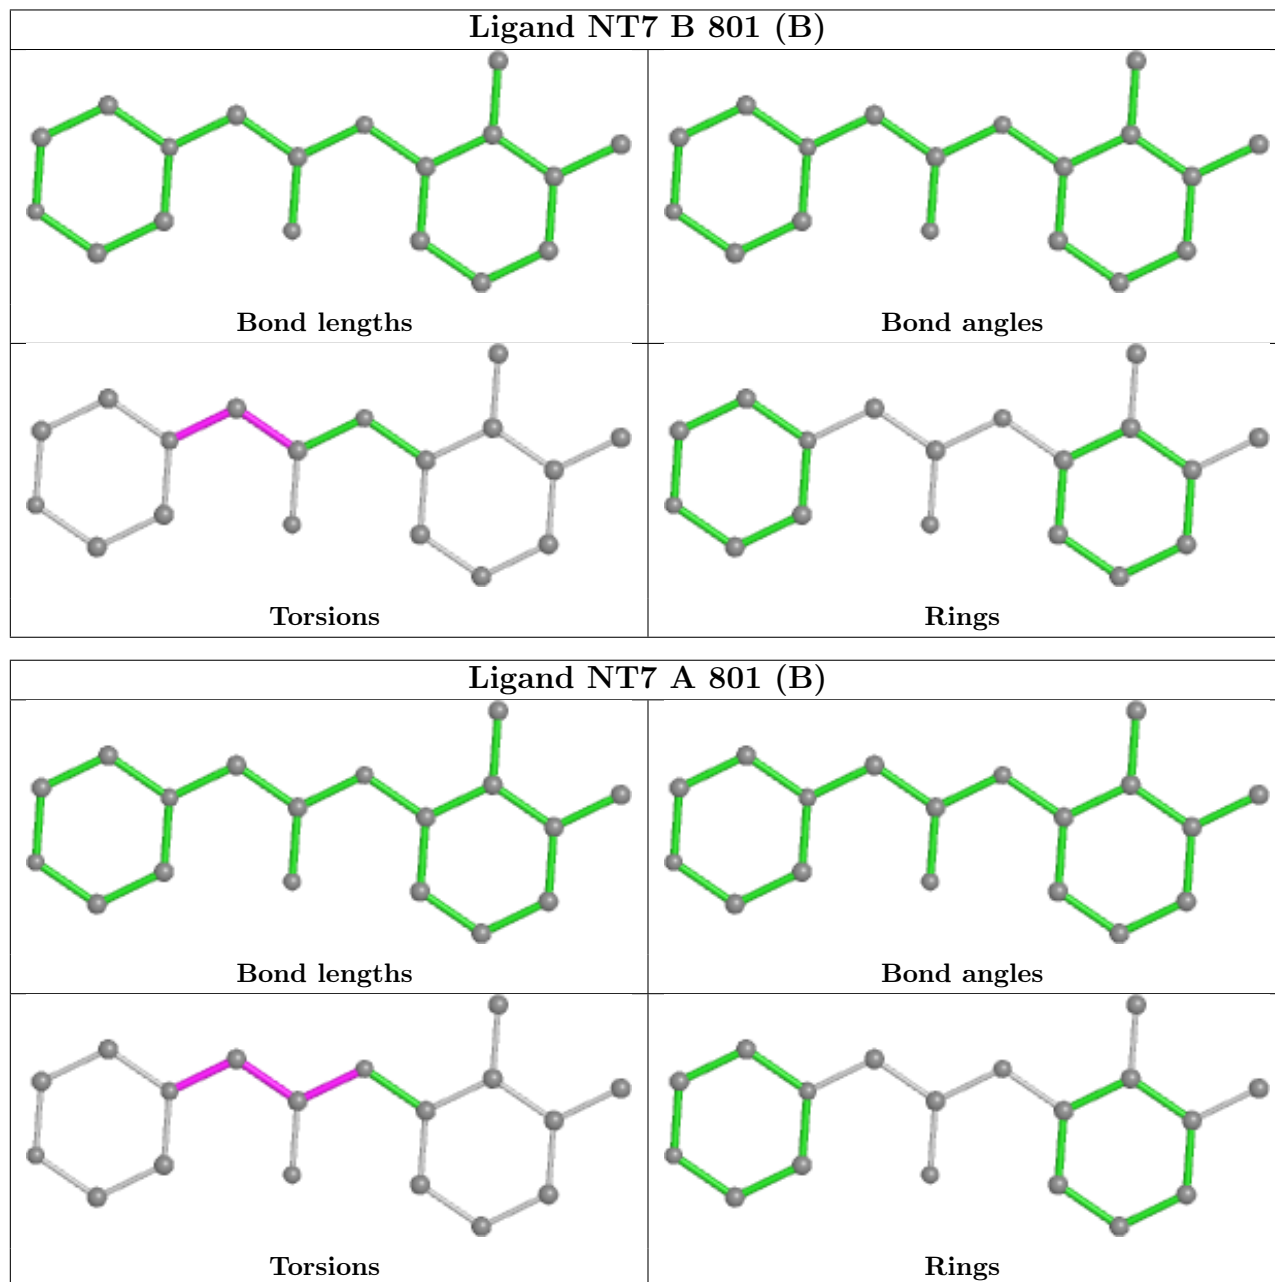 Ligand NT7 B 801 (B)
Bond lengths
Bond angles
Torsions
Rings
Ligand NT7 A 801 (B)
Bond lengths
Bond angles
Torsions
Rings